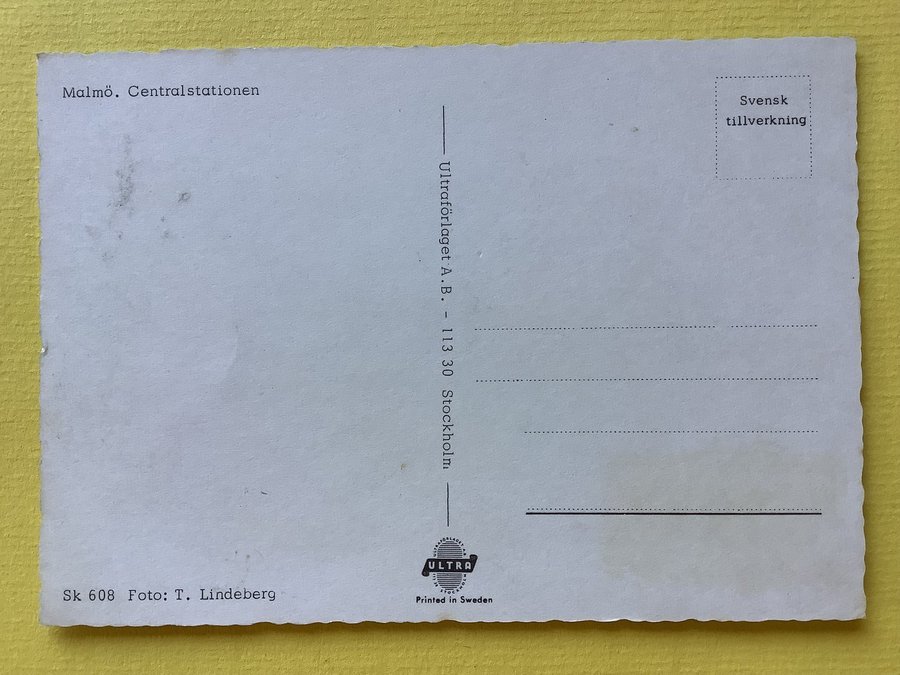 Malmö. Centralstationen
Svensk
tillverkning
Ultraförlaget A.B. - 113 30 Stockholm
ULTRA
Printed in Sweden
Sk 608 Foto: T. Lindeberg